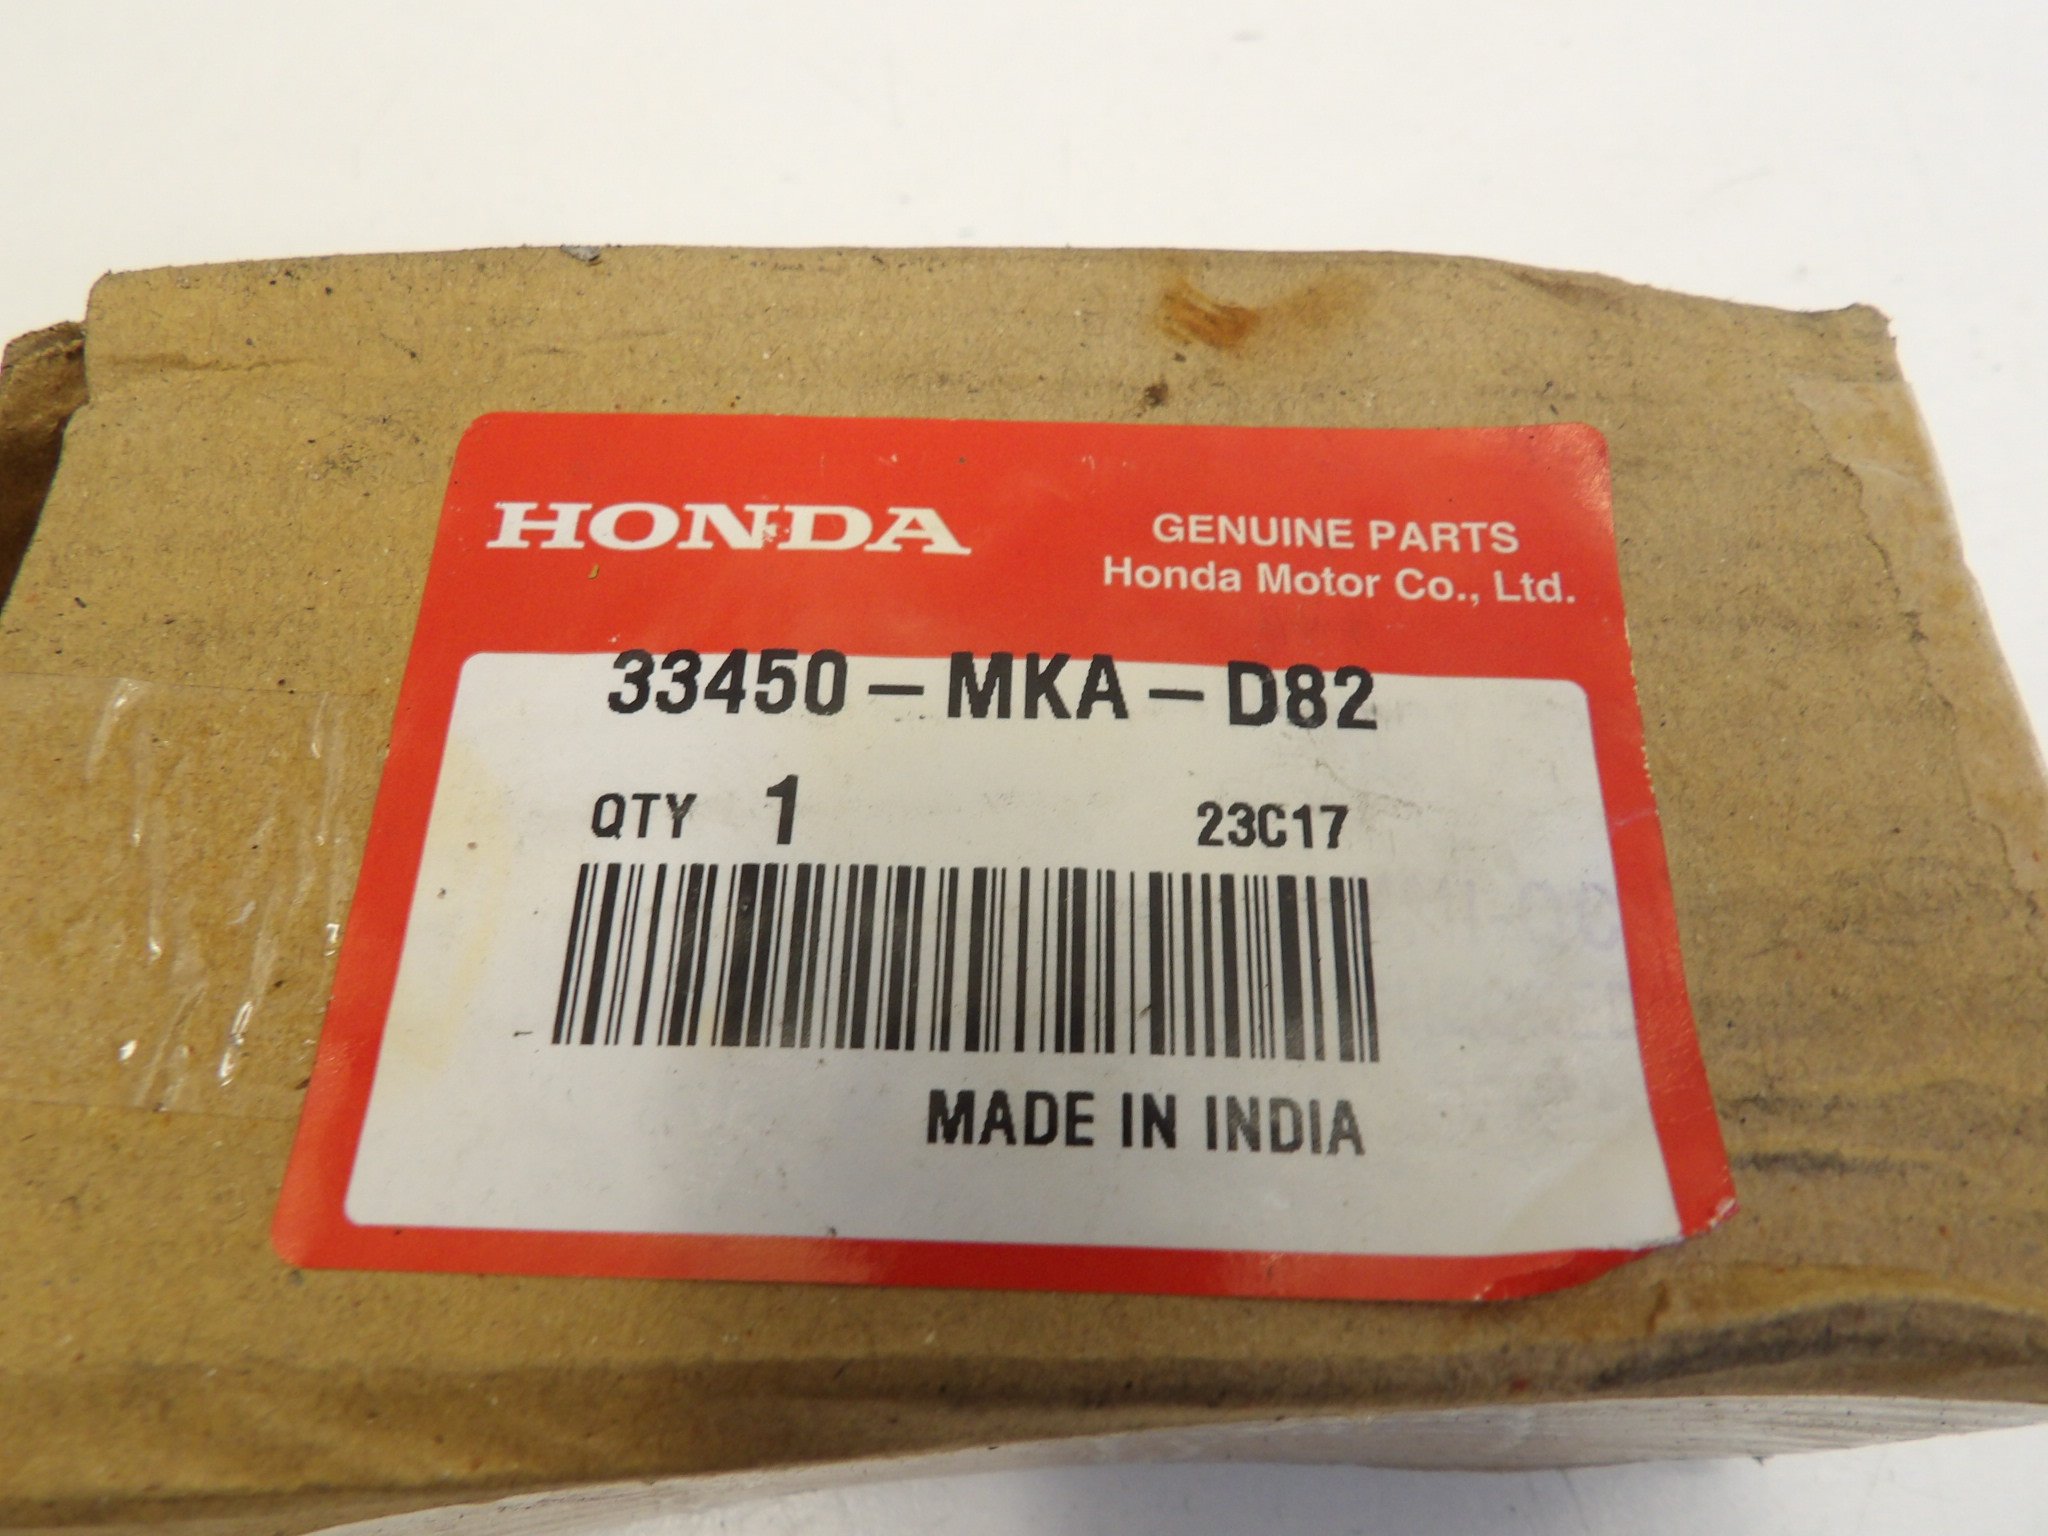 HONDA
GENUINE PARTS
Honda Motor Co., Ltd.
33450-MKA-D82
QTY 1 23C17
MADE IN INDIA